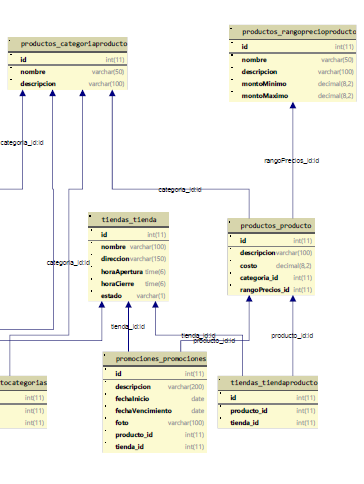 productos_categoriaproducto
id int(11)
nombre varchar(50)
descripcion varchar(100)
productos_rangoprecioproducto
id int(11)
nombre varchar(50)
descripcion varchar(100)
montoMinimo decimal(8,2)
montoMaximo decimal(8,2)
categoria_id:id
rangoPrecios_id:id
categoria_id:id
tiendas_tienda
id int(11)
nombre varchar(100)
direccion varchar(150)
horaApertura time(6)
horaCierre time(6)
estado varchar(1)
productos_producto
id int(11)
descripcion varchar(100)
costo decimal(8,2)
categoria_id int(11)
rangoPrecios_id int(11)
categoria_id:id
tienda_id:id
tienda_id:id
producto_id:id
producto_id:id
promociones_promociones
id int(11)
descripcion varchar(200)
fechaInicio date
fechaVencimiento date
foto varchar(100)
producto_id int(11)
tienda_id int(11)
tocategorias
int(11)
int(11)
int(11)
tiendas_tiendaproducto
id int(11)
producto_id int(11)
tienda_id int(11)